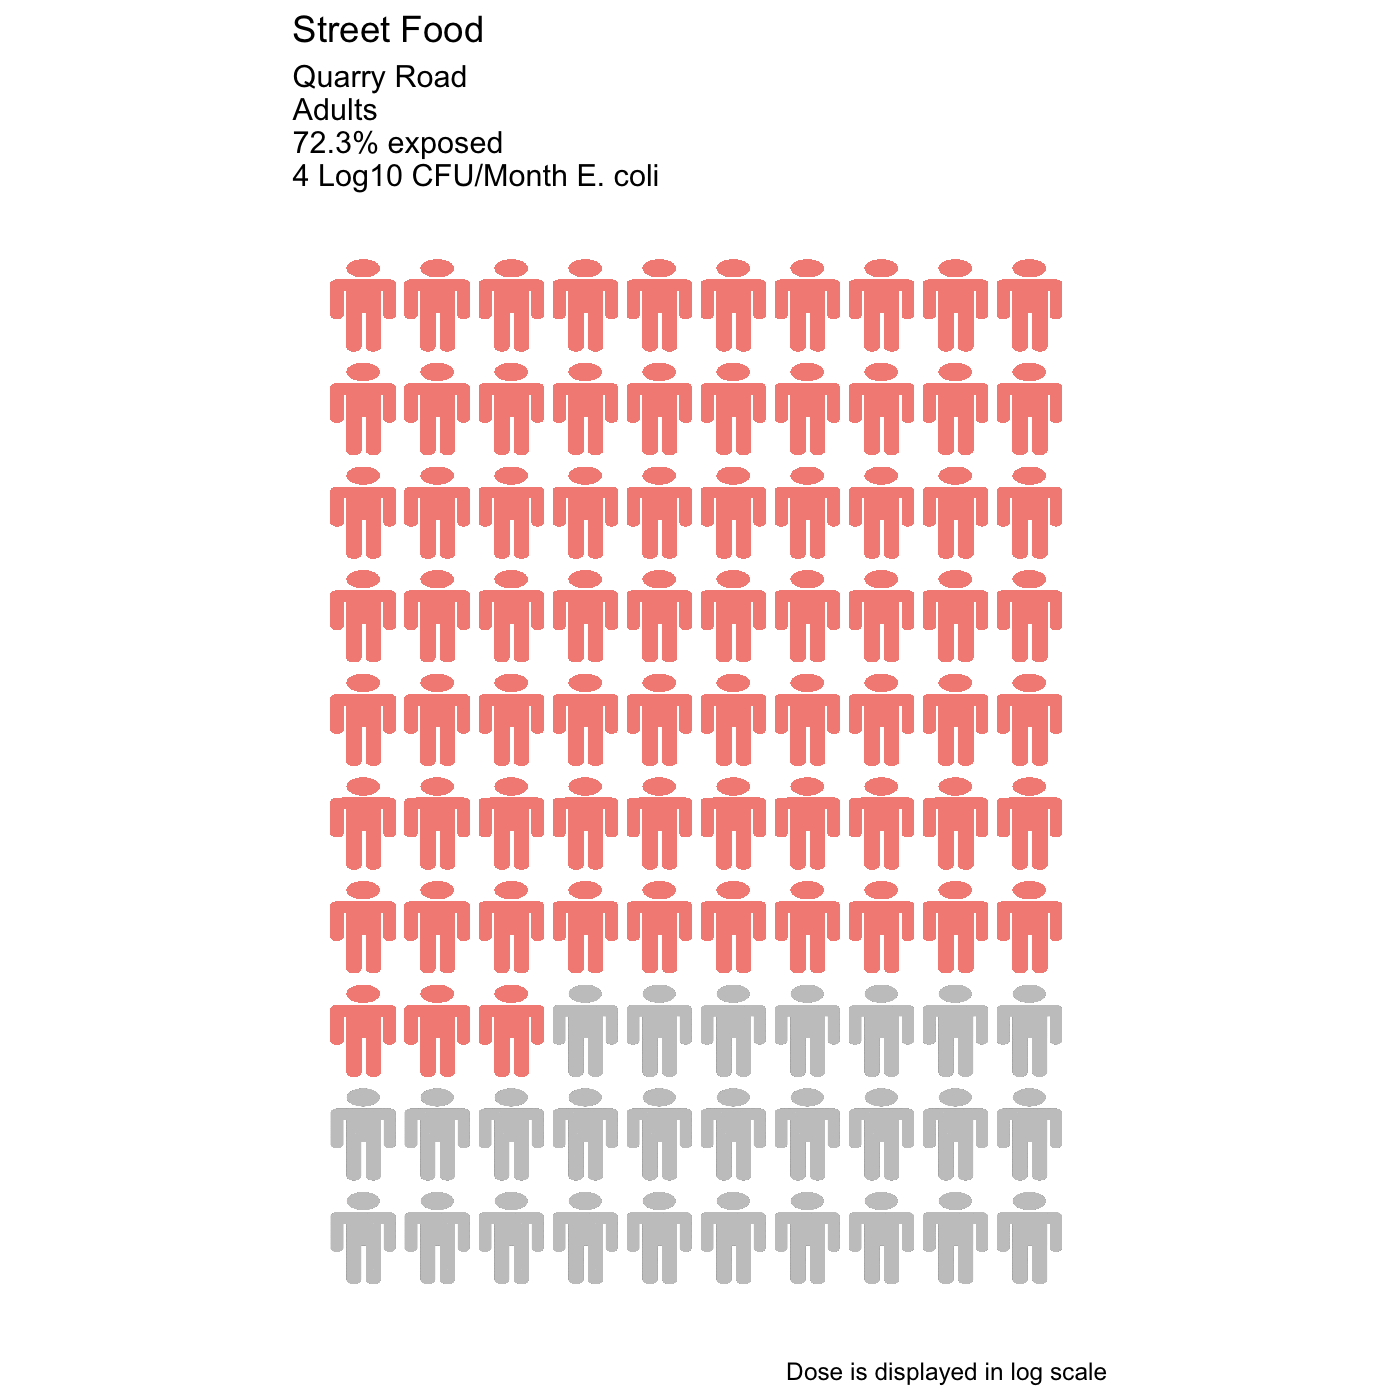 Street Food
Quarry Road
Adults
72.3% exposed
4 Log10 CFU/Month E. coli
Dose is displayed in log scale